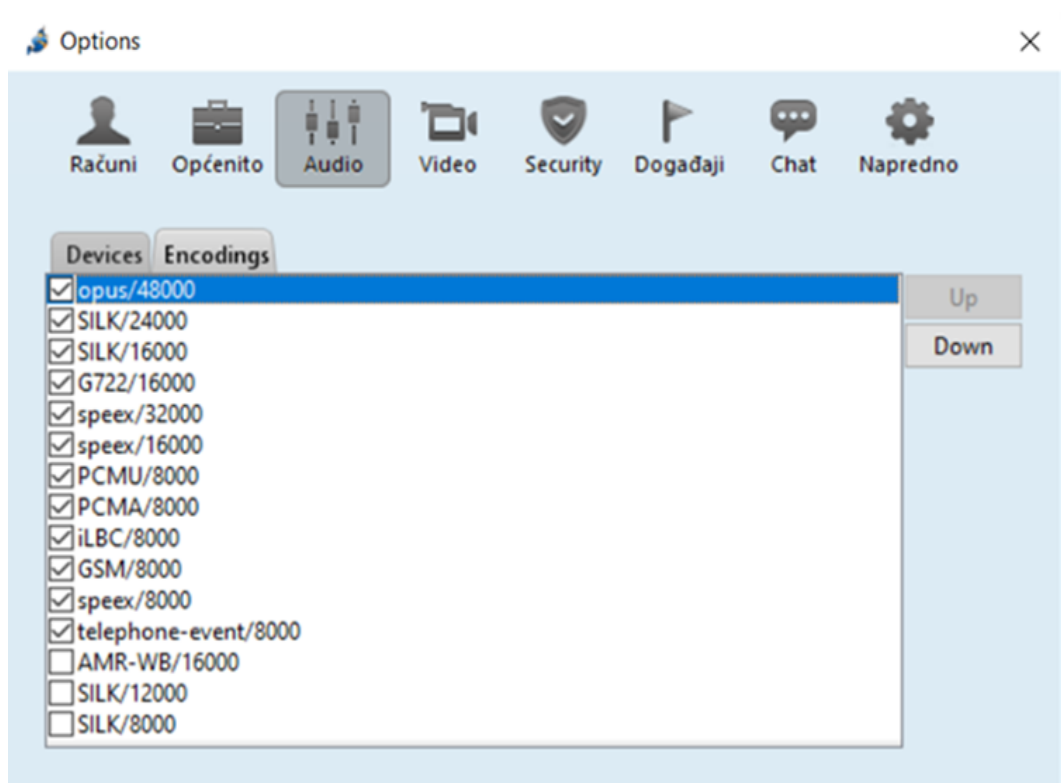 Options
Računi Općenito Audio Video Security Događaji Chat Napredno
Devices Encodings
opus/48000
Up
SILK/24000
SILK/16000
Down
G722/16000
speex/32000
speex/16000
PCMU/8000
PCMA/8000
iLBC/8000
GSM/8000
speex/8000
telephone-event/8000
AMR-WB/16000
SILK/12000
SILK/8000